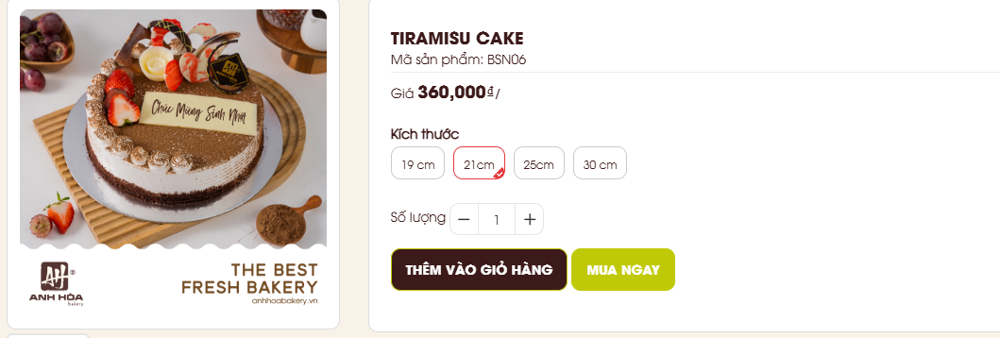 Chúc Mừng Sinh Nhật
AH®
ANH HÒA
bakery
THE BEST
FRESH BAKERY
anhhoabakery.vn
TIRAMISU CAKE
Mã sản phẩm: BSN06
Giá 360,000₫/
Kích thước
19 cm 21cm 25cm 30 cm
Số lượng − 1 +
THÊM VÀO GIỎ HÀNG MUA NGAY